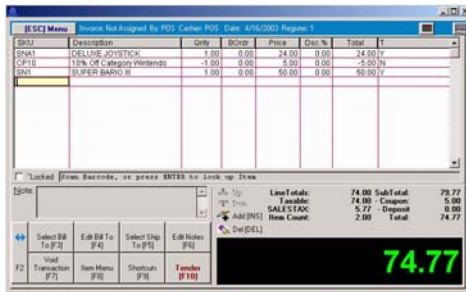 [ESC] Menu Invoice: Not Assigned By: POS Cashier: POS Date: 4/16/2003 Register: 1
SKU Description Qnty BOrdr Price Dsc.% Total T
SNA1 DELUXE JOYSTICK 1.00 0.00 24.00 0.00 24.00 Y
CP10 10% Off Category Wintendo -1.00 0.00 5.00 0.00 -5.00 N
SN1 SUPER BARIO III 1.00 0.00 50.00 0.00 50.00 Y
*Locked Scan Barcode, or press ENTER to look up Item
Note: Up LineTotals: 74.00 SubTotal: 79.77
Taxable: 74.00 - Coupon: 5.00
Add [INS] SALESTAX: 5.77 - Deposit 0.00
Item Count: 2.00 Total: 74.77
Del [DEL]
Select Bill To [F3] Edit Bill To [F4] Select Ship To [F5] Edit Notes [F6]
F2 Void Transaction [F7] Item Menu [F8] Shortcuts [F9] Tender [F10]
74.77